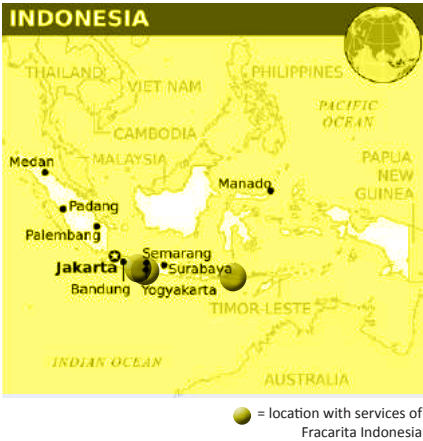 INDONESIA
THAILAND
VIET NAM
PHILIPPINES
PACIFIC
OCEAN
CAMBODIA
MALAYSIA
PAPUA
NEW
GUINEA
Medan
Manado
Padang
Palembang
Semarang
Jakarta
Surabaya
Bandung
Yogyakarta
TIMOR-LESTE
INDIAN OCEAN
AUSTRALIA
= location with services of
Fracarita Indonesia